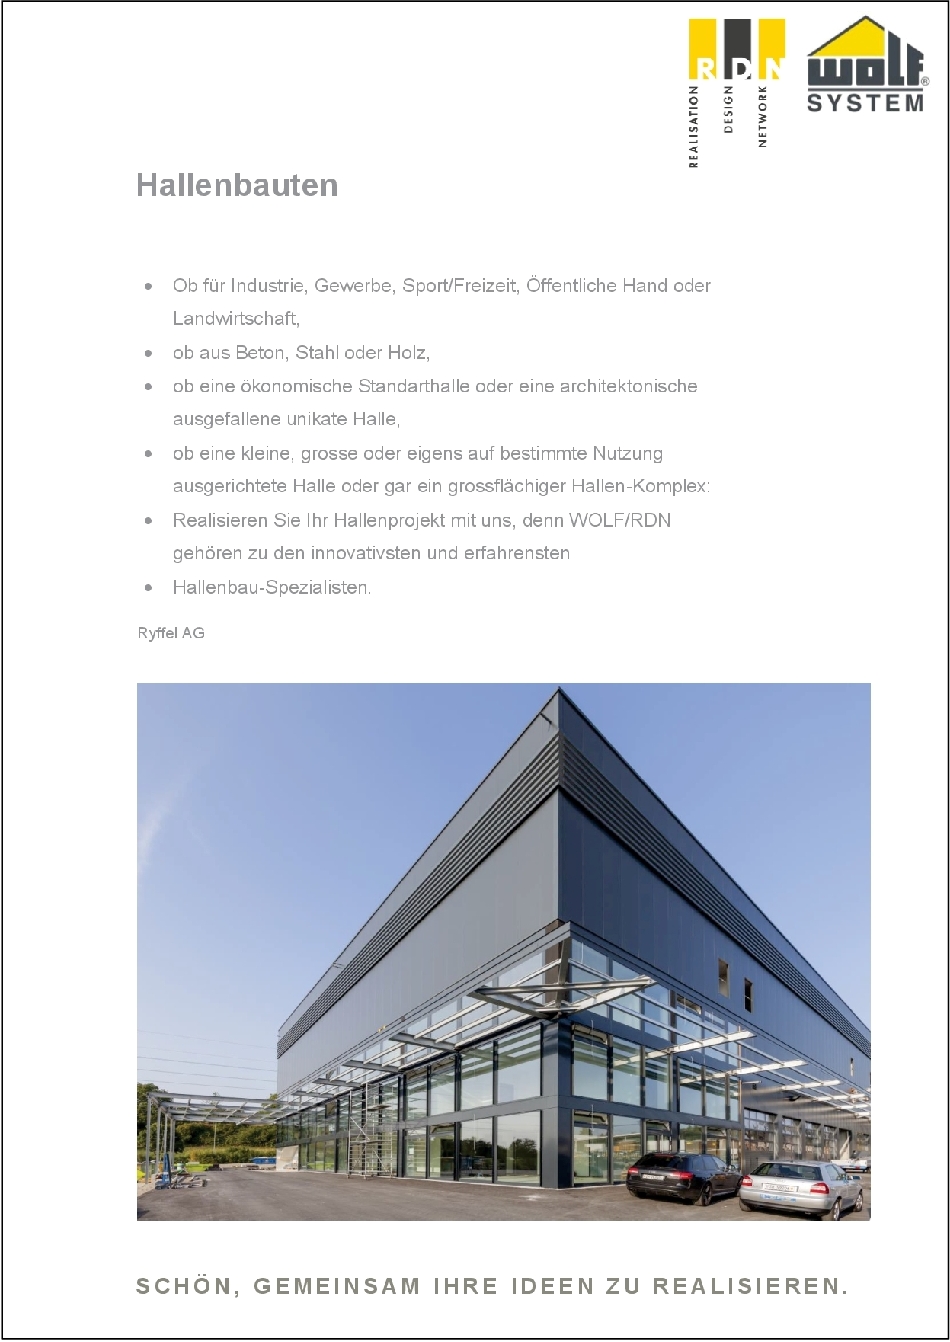 RDN
REALISATION
DESIGN
NETWORK
WOLF®
SYSTEM
Hallenbauten
• Ob für Industrie, Gewerbe, Sport/Freizeit, Öffentliche Hand oder
Landwirtschaft,
• ob aus Beton, Stahl oder Holz,
• ob eine ökonomische Standarthalle oder eine architektonische
ausgefallene unikate Halle,
• ob eine kleine, grosse oder eigens auf bestimmte Nutzung
ausgerichtete Halle oder gar ein grossflächiger Hallen-Komplex:
• Realisieren Sie Ihr Hallenprojekt mit uns, denn WOLF/RDN
gehören zu den innovativsten und erfahrensten
• Hallenbau-Spezialisten.
Ryffel AG
SCHÖN, GEMEINSAM IHRE IDEEN ZU REALISIEREN.